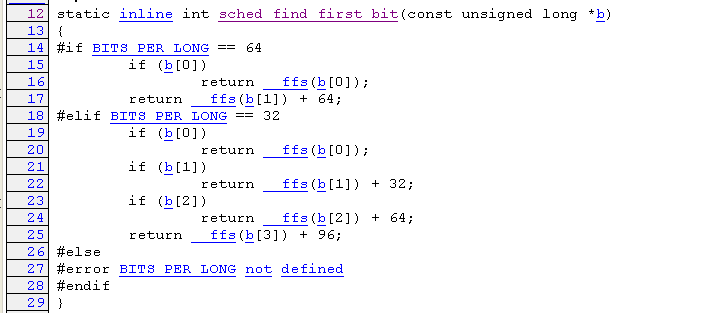 12 static inline int sched_find_first_bit(const unsigned long *b)
13 {
14 #if BITS_PER_LONG == 64
15         if (b[0])
16                 return __ffs(b[0]);
17         return __ffs(b[1]) + 64;
18 #elif BITS_PER_LONG == 32
19         if (b[0])
20                 return __ffs(b[0]);
21         if (b[1])
22                 return __ffs(b[1]) + 32;
23         if (b[2])
24                 return __ffs(b[2]) + 64;
25         return __ffs(b[3]) + 96;
26 #else
27 #error BITS_PER_LONG not defined
28 #endif
29 }